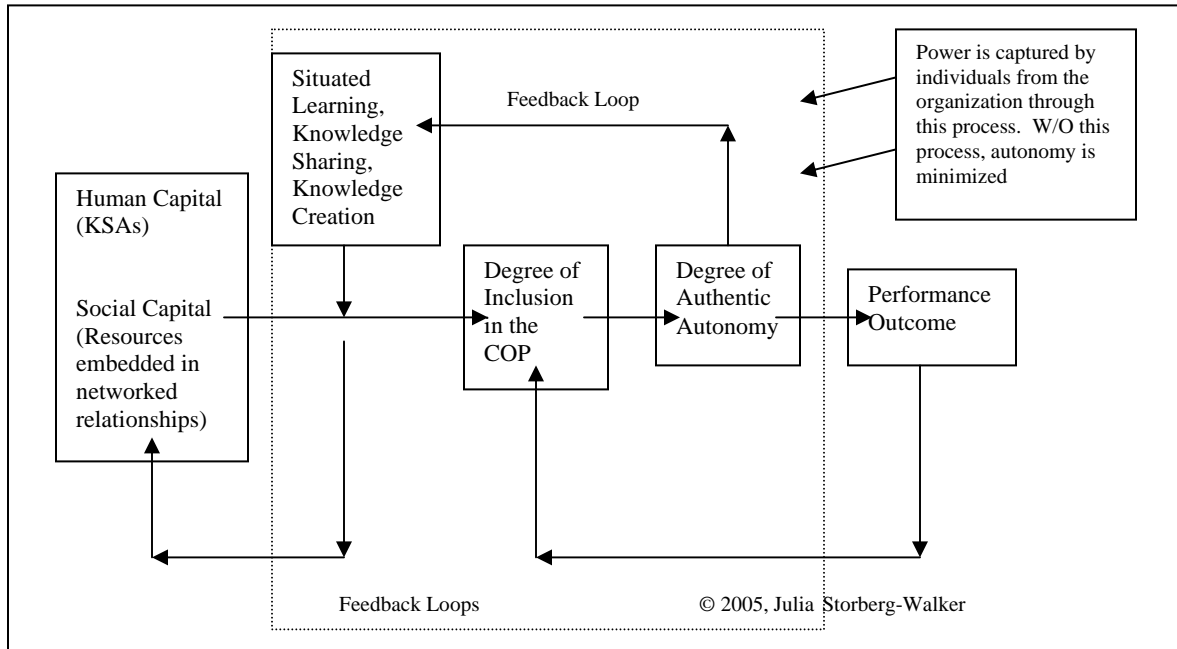 Situated
Learning,
Knowledge
Sharing,
Knowledge
Creation
Feedback Loop
Power is captured by
individuals from the
organization through
this process.  W/O this
process, autonomy is
minimized
Human Capital
(KSAs)
Social Capital
(Resources
embedded in
networked
relationships)
Degree of
Inclusion
in the
COP
Degree of
Authentic
Autonomy
Performance
Outcome
Feedback Loops
© 2005, Julia Storberg-Walker